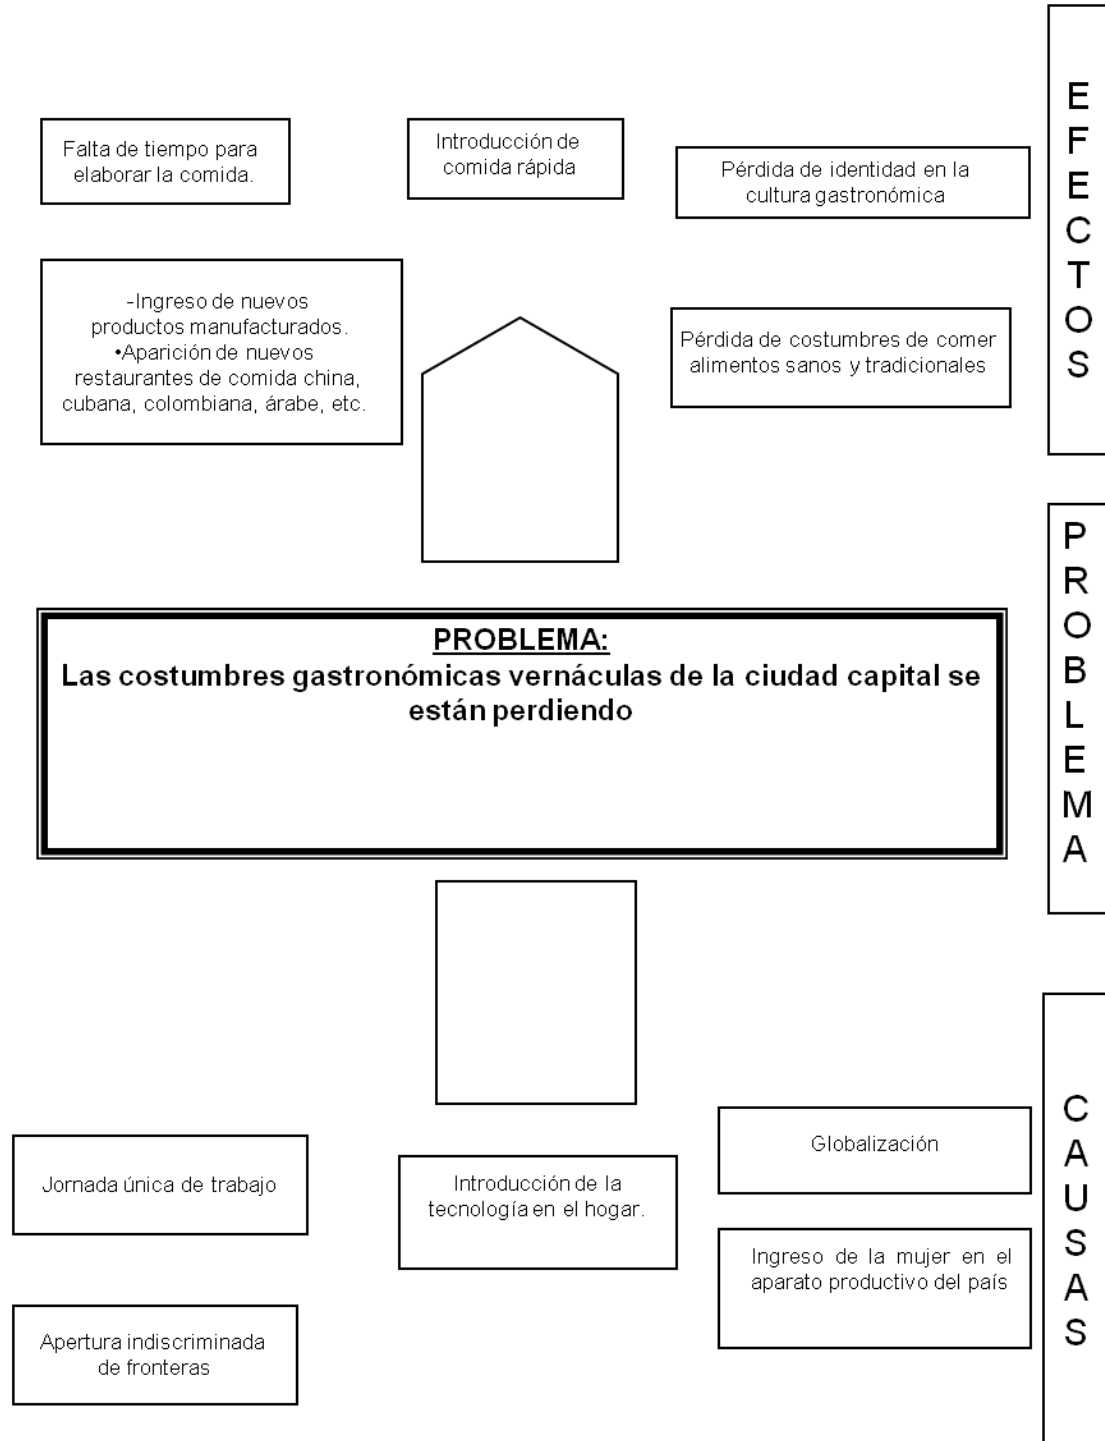 Falta de tiempo para
elaborar la comida.
Introducción de
comida rápida
Pérdida de identidad en la
cultura gastronómica
-Ingreso de nuevos
productos manufacturados.
•Aparición de nuevos
restaurantes de comida china,
cubana, colombiana, árabe, etc.
Pérdida de costumbres de comer
alimentos sanos y tradicionales
E
F
E
C
T
O
S
PROBLEMA:
Las costumbres gastronómicas vernáculas de la ciudad capital se
están perdiendo
P
R
O
B
L
E
M
A
Jornada única de trabajo
Introducción de la
tecnología en el hogar.
Globalización
Ingreso de la mujer en el
aparato productivo del país
Apertura indiscriminada
de fronteras
C
A
U
S
A
S